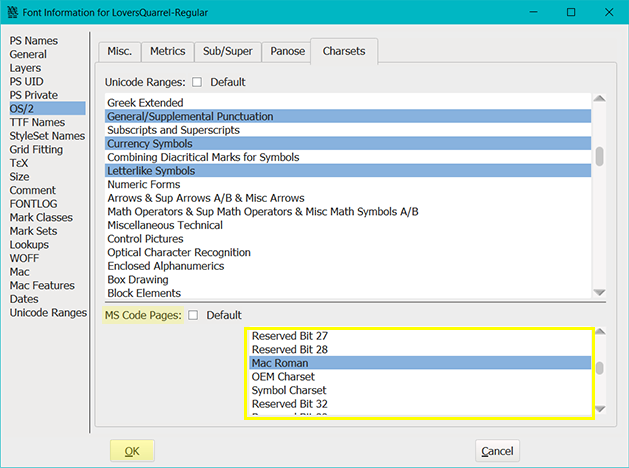 Font Information for LoversQuarrel-Regular
PS Names
General
Layers
PS UID
PS Private
OS/2
TTF Names
StyleSet Names
Grid Fitting
TεX
Size
Comment
FONTLOG
Mark Classes
Mark Sets
Lookups
WOFF
Mac
Mac Features
Dates
Unicode Ranges
Misc. Metrics Sub/Super Panose Charsets
Unicode Ranges: Default
Greek Extended
General/Supplemental Punctuation
Subscripts and Superscripts
Currency Symbols
Combining Diacritical Marks for Symbols
Letterlike Symbols
Numeric Forms
Arrows & Sup Arrows A/B & Misc Arrows
Math Operators & Sup Math Operators & Misc Math Symbols A/B
Miscellaneous Technical
Control Pictures
Optical Character Recognition
Enclosed Alphanumerics
Box Drawing
Block Elements
MS Code Pages: Default
Reserved Bit 27
Reserved Bit 28
Mac Roman
OEM Charset
Symbol Charset
Reserved Bit 32
OK Cancel